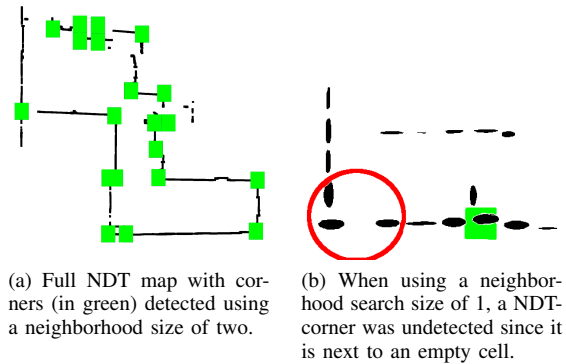 (a) Full NDT map with cor-
ners (in green) detected using
a neighborhood size of two.
(b) When using a neighbor-
hood search size of 1, a NDT-
corner was undetected since it
is next to an empty cell.